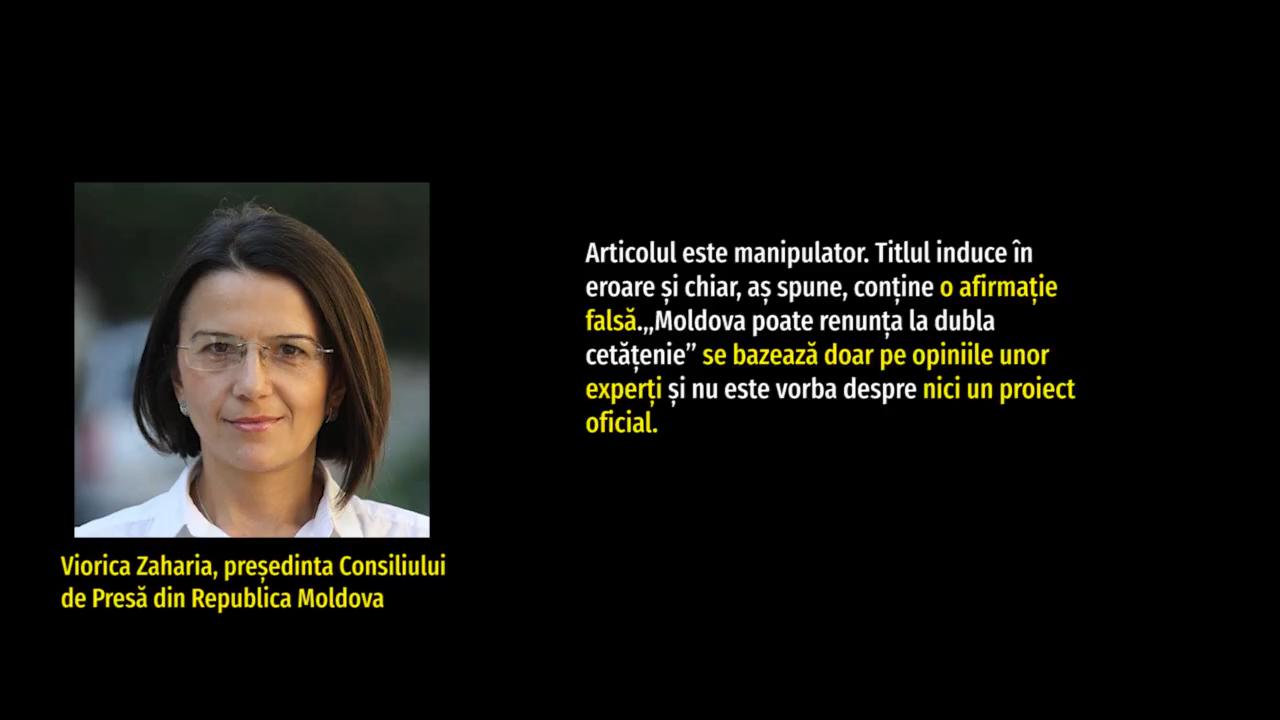 Articolul este manipulator. Titlul induce în
eroare și chiar, aș spune, conține o afirmație
falsă.„Moldova poate renunța la dubla
cetățenie” se bazează doar pe opiniile unor
experți și nu este vorba despre nici un proiect
oficial.
Viorica Zaharia, președinta Consiliului
de Presă din Republica Moldova